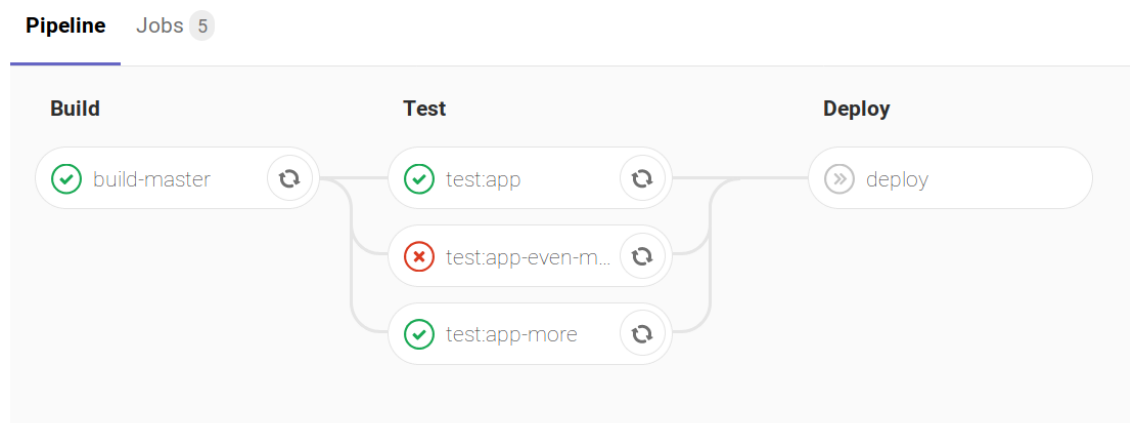 Pipeline Jobs 5
Build Test Deploy
build-master test:app deploy
test:app-even-m...
test:app-more